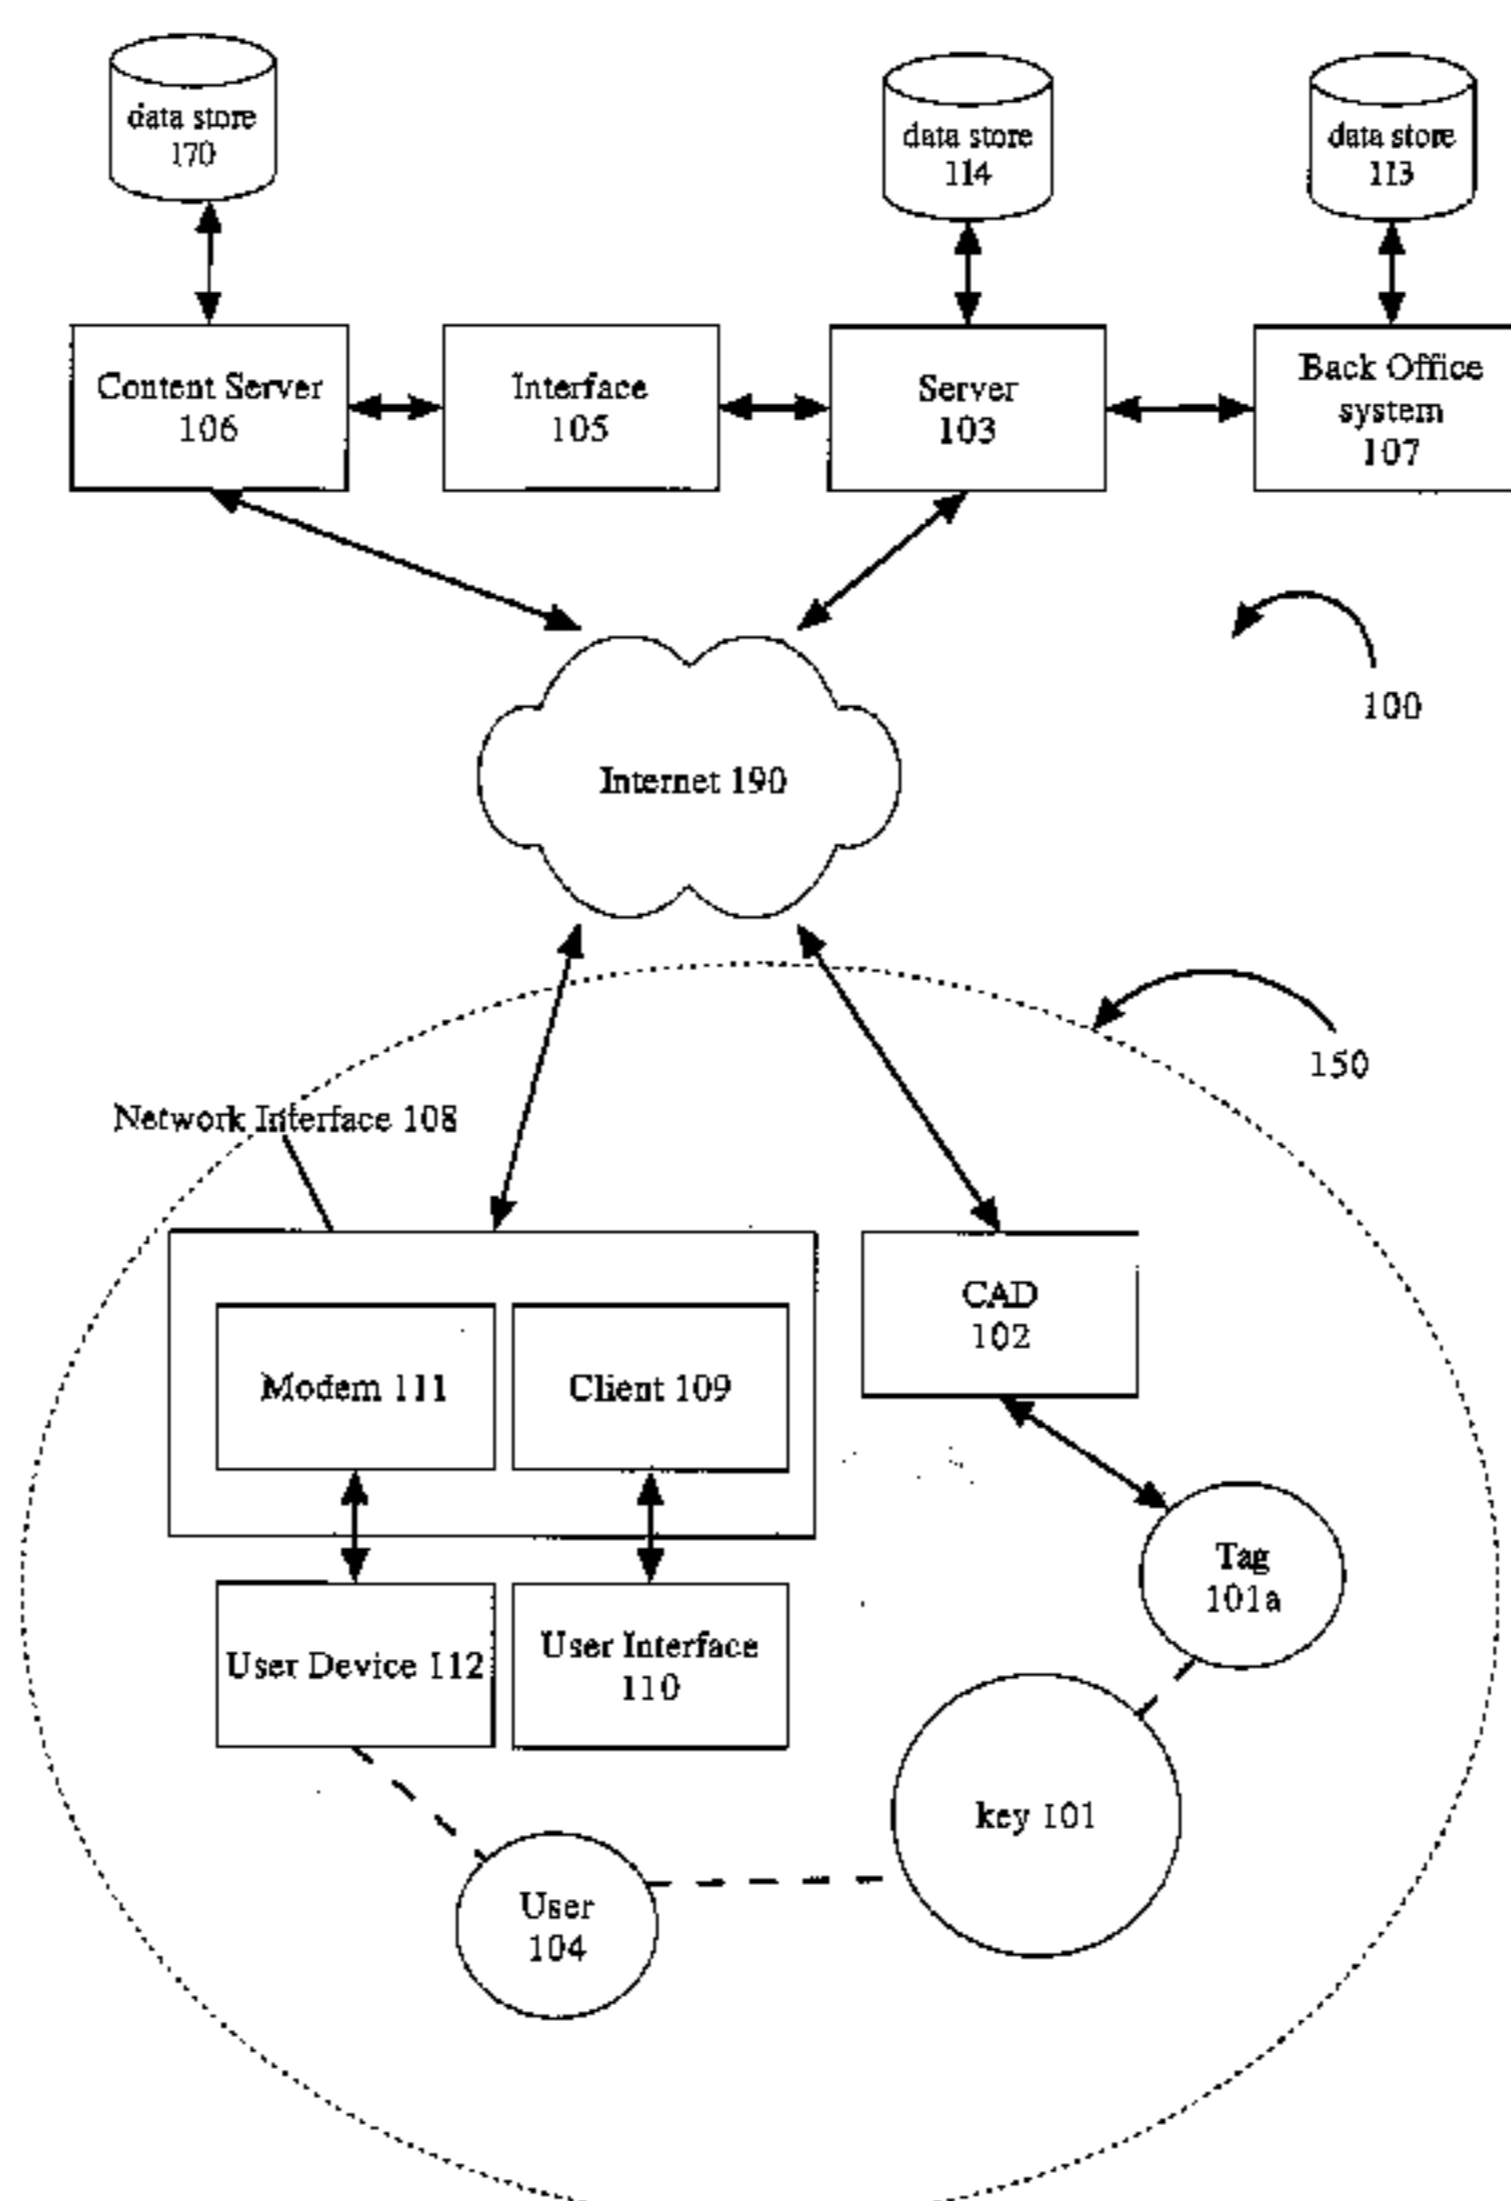 data store
170
data store
114
data store
113
Content Server
106
Interface
105
Server
103
Back Office
system
107
100
Internet 190
150
Network Interface 108
CAD
102
Modem 111
Client 109
Tag
101a
User Device 112
User Interface
110
key 101
User
104